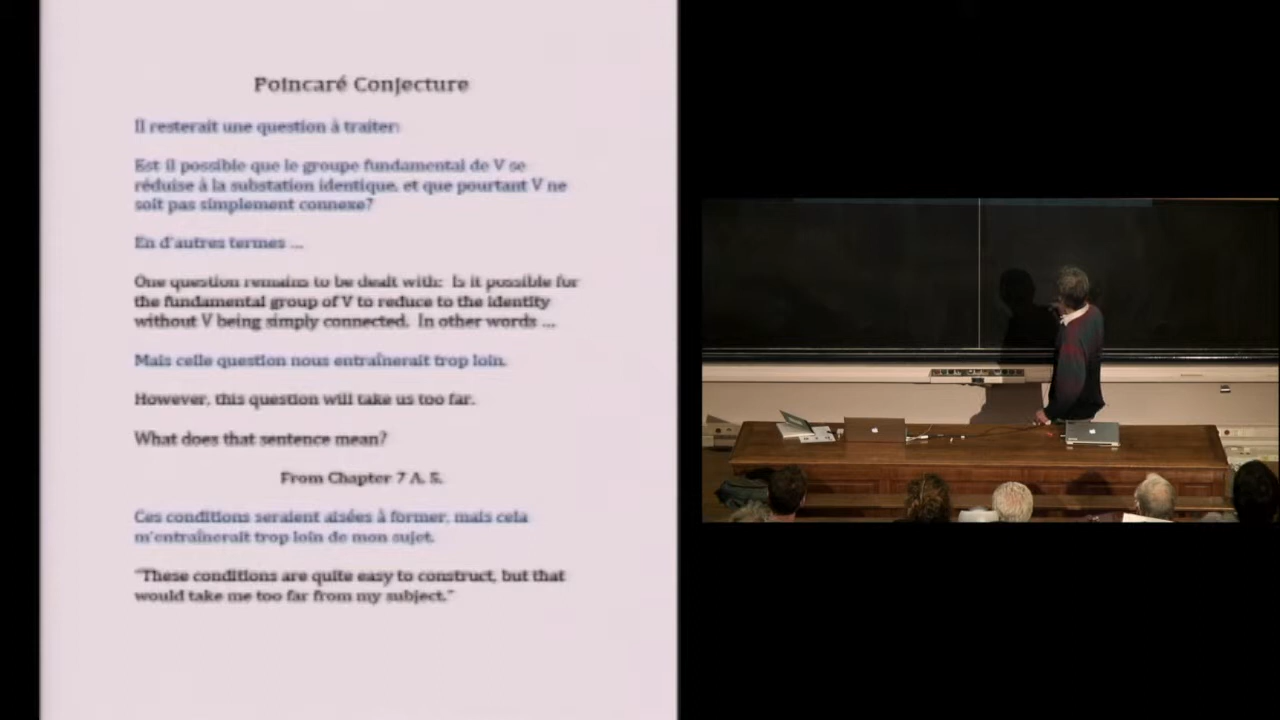 Poincaré Conjecture
Il resterait une question à traiter:
Est il possible que le groupe fundamental de V se
réduise à la substation identique, et que pourtant V ne
soit pas simplement connexe?
En d'autres termes ...
One question remains to be dealt with: Is it possible for
the fundamental group of V to reduce to the identity
without V being simply connected. In other words ...
Mais celle question nous entraînerait trop loin.
However, this question will take us too far.
What does that sentence mean?
From Chapter 7 A. S.
Ces conditions seraient aisées à former, mais cela
m'entraînerait trop loin de mon sujet.
"These conditions are quite easy to construct, but that
would take me too far from my subject."